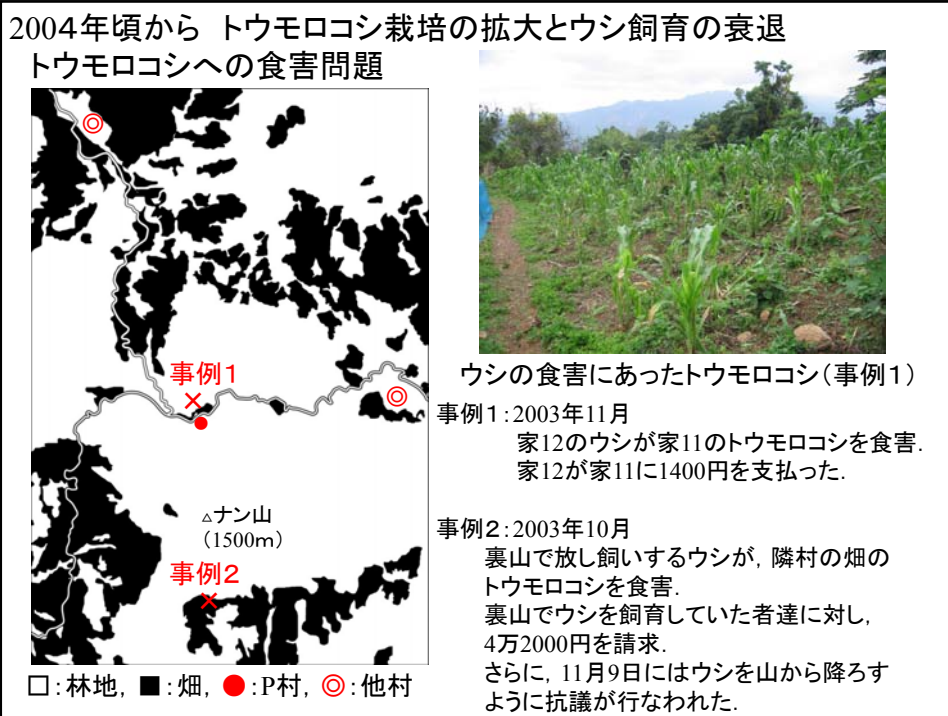 2004年頃から トウモロコシ栽培の拡大とウシ飼育の衰退
トウモロコシへの食害問題
事例1
△ナン山
(1500m)
事例2
□:林地, ■:畑, ●:P村, ◎:他村
ウシの食害にあったトウモロコシ(事例1)
事例1:2003年11月
家12のウシが家11のトウモロコシを食害.
家12が家11に1400円を支払った.
事例2:2003年10月
裏山で放し飼いするウシが, 隣村の畑の
トウモロコシを食害.
裏山でウシを飼育していた者達に対し,
4万2000円を請求.
さらに, 11月9日にはウシを山から降ろす
ように抗議が行なわれた.